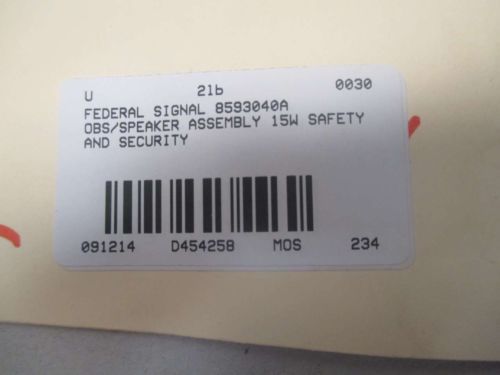 U 21b 0030
FEDERAL SIGNAL 8593040A
OBS/SPEAKER ASSEMBLY 15W SAFETY
AND SECURITY
091214 D454258 MOS 234